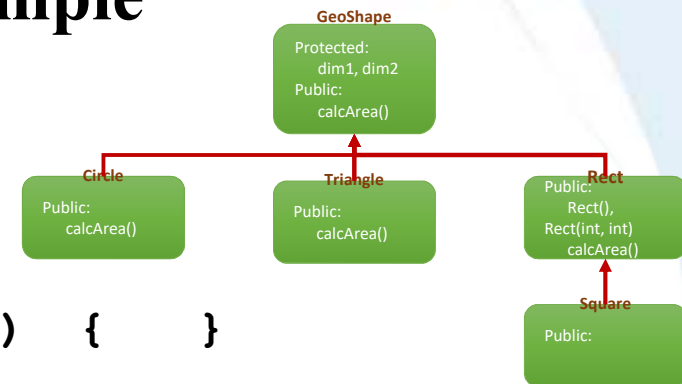 GeoShape
Protected:
dim1, dim2
Public:
calcArea()
Circle
Public:
calcArea()
Triangle
Public:
calcArea()
Rect
Public:
Rect(),
Rect(int, int)
calcArea()
Square
Public:
) { }